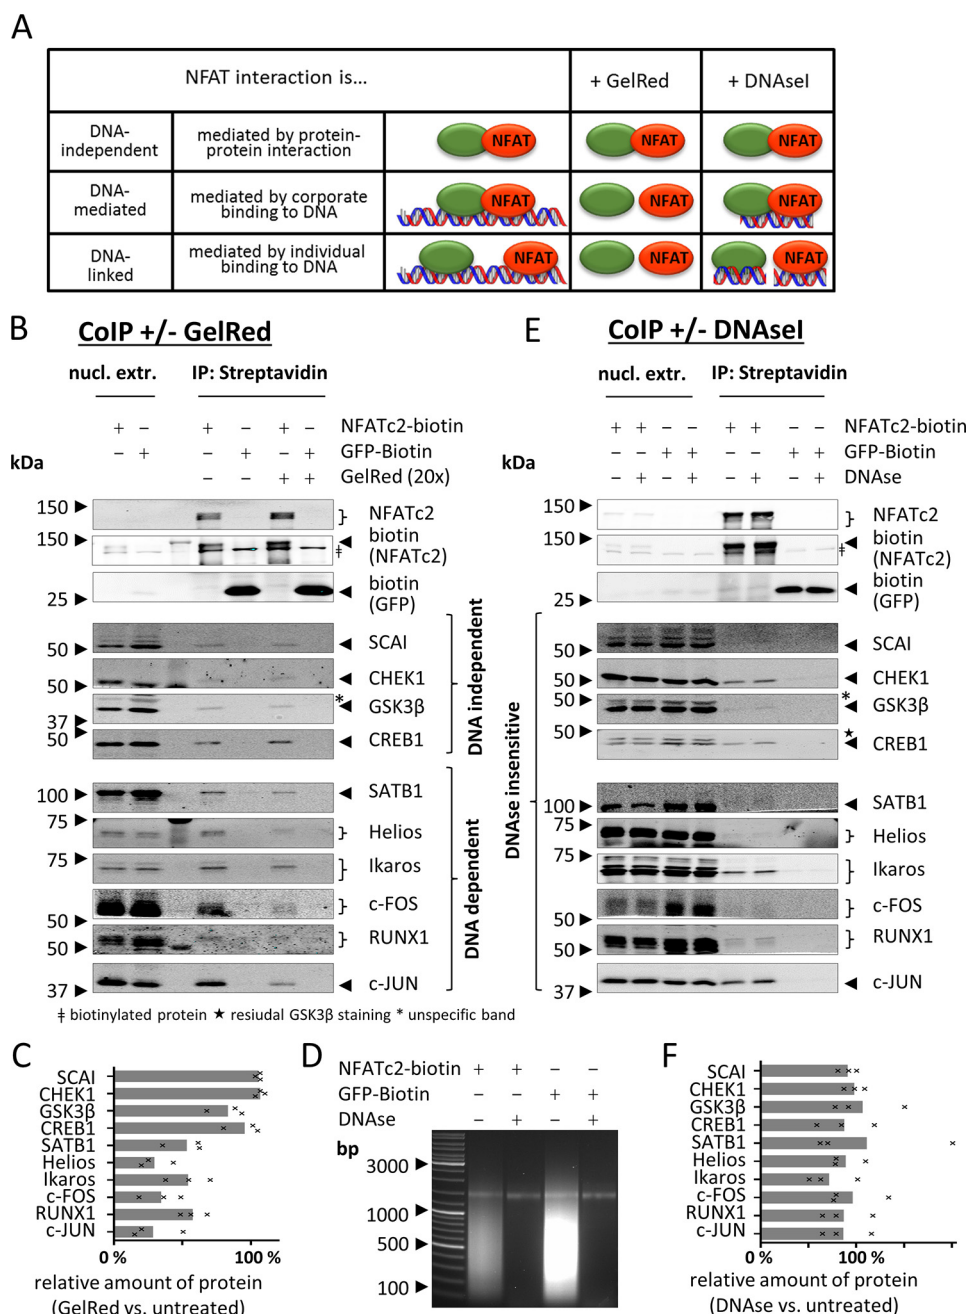 A
NFAT interaction is...
+ GelRed
+ DNAseI
DNA-
independent
mediated by protein-
protein interaction
NFAT
NFAT
NFAT
DNA-
mediated
mediated by corporate
binding to DNA
NFAT
NFAT
NFAT
DNA-
linked
mediated by individual
binding to DNA
NFAT
NFAT
NFAT
B
CoIP +/- GelRed
nucl. extr.
IP: Streptavidin
+ − + − + − NFATc2-biotin
− + − + − + GFP-Biotin
− − + + GelRed (20x)
kDa
150 NFATc2
150 biotin
(NFATc2)
ǂ
biotin
25 (GFP)
50 SCAI
50 CHEK1
*
37 GSK3β
50 CREB1
100 SATB1
75 Helios
75 Ikaros
50 c-FOS
50 RUNX1
37 c-JUN
DNA independent
DNA dependent
ǂ biotinylated protein ★ resiudal GSK3β staining * unspecific band
E
CoIP +/- DNAseI
nucl. extr.
IP: Streptavidin
+ + − − + + − − NFATc2-biotin
− − + + − − + + GFP-Biotin
− + − + − + − + DNAse
kDa
150 NFATc2
150 biotin
(NFATc2)
ǂ
biotin
25 (GFP)
50 SCAI
50 CHEK1
*
50 GSK3β
★
50 CREB1
100 SATB1
75 Helios
75 Ikaros
50 c-FOS
50 RUNX1
37 c-JUN
DNAse insensitive
C
SCAI
CHEK1
GSK3β
CREB1
SATB1
Helios
Ikaros
c-FOS
RUNX1
c-JUN
0 % 100 %
relative amount of protein
(GelRed vs. untreated)
D
NFATc2-biotin + + − −
GFP-Biotin − − + +
DNAse − + − +
bp
3000
1000
500
100
F
SCAI
CHEK1
GSK3β
CREB1
SATB1
Helios
Ikaros
c-FOS
RUNX1
c-JUN
0 % 100 %
relative amount of protein
(DNAse vs. untreated)